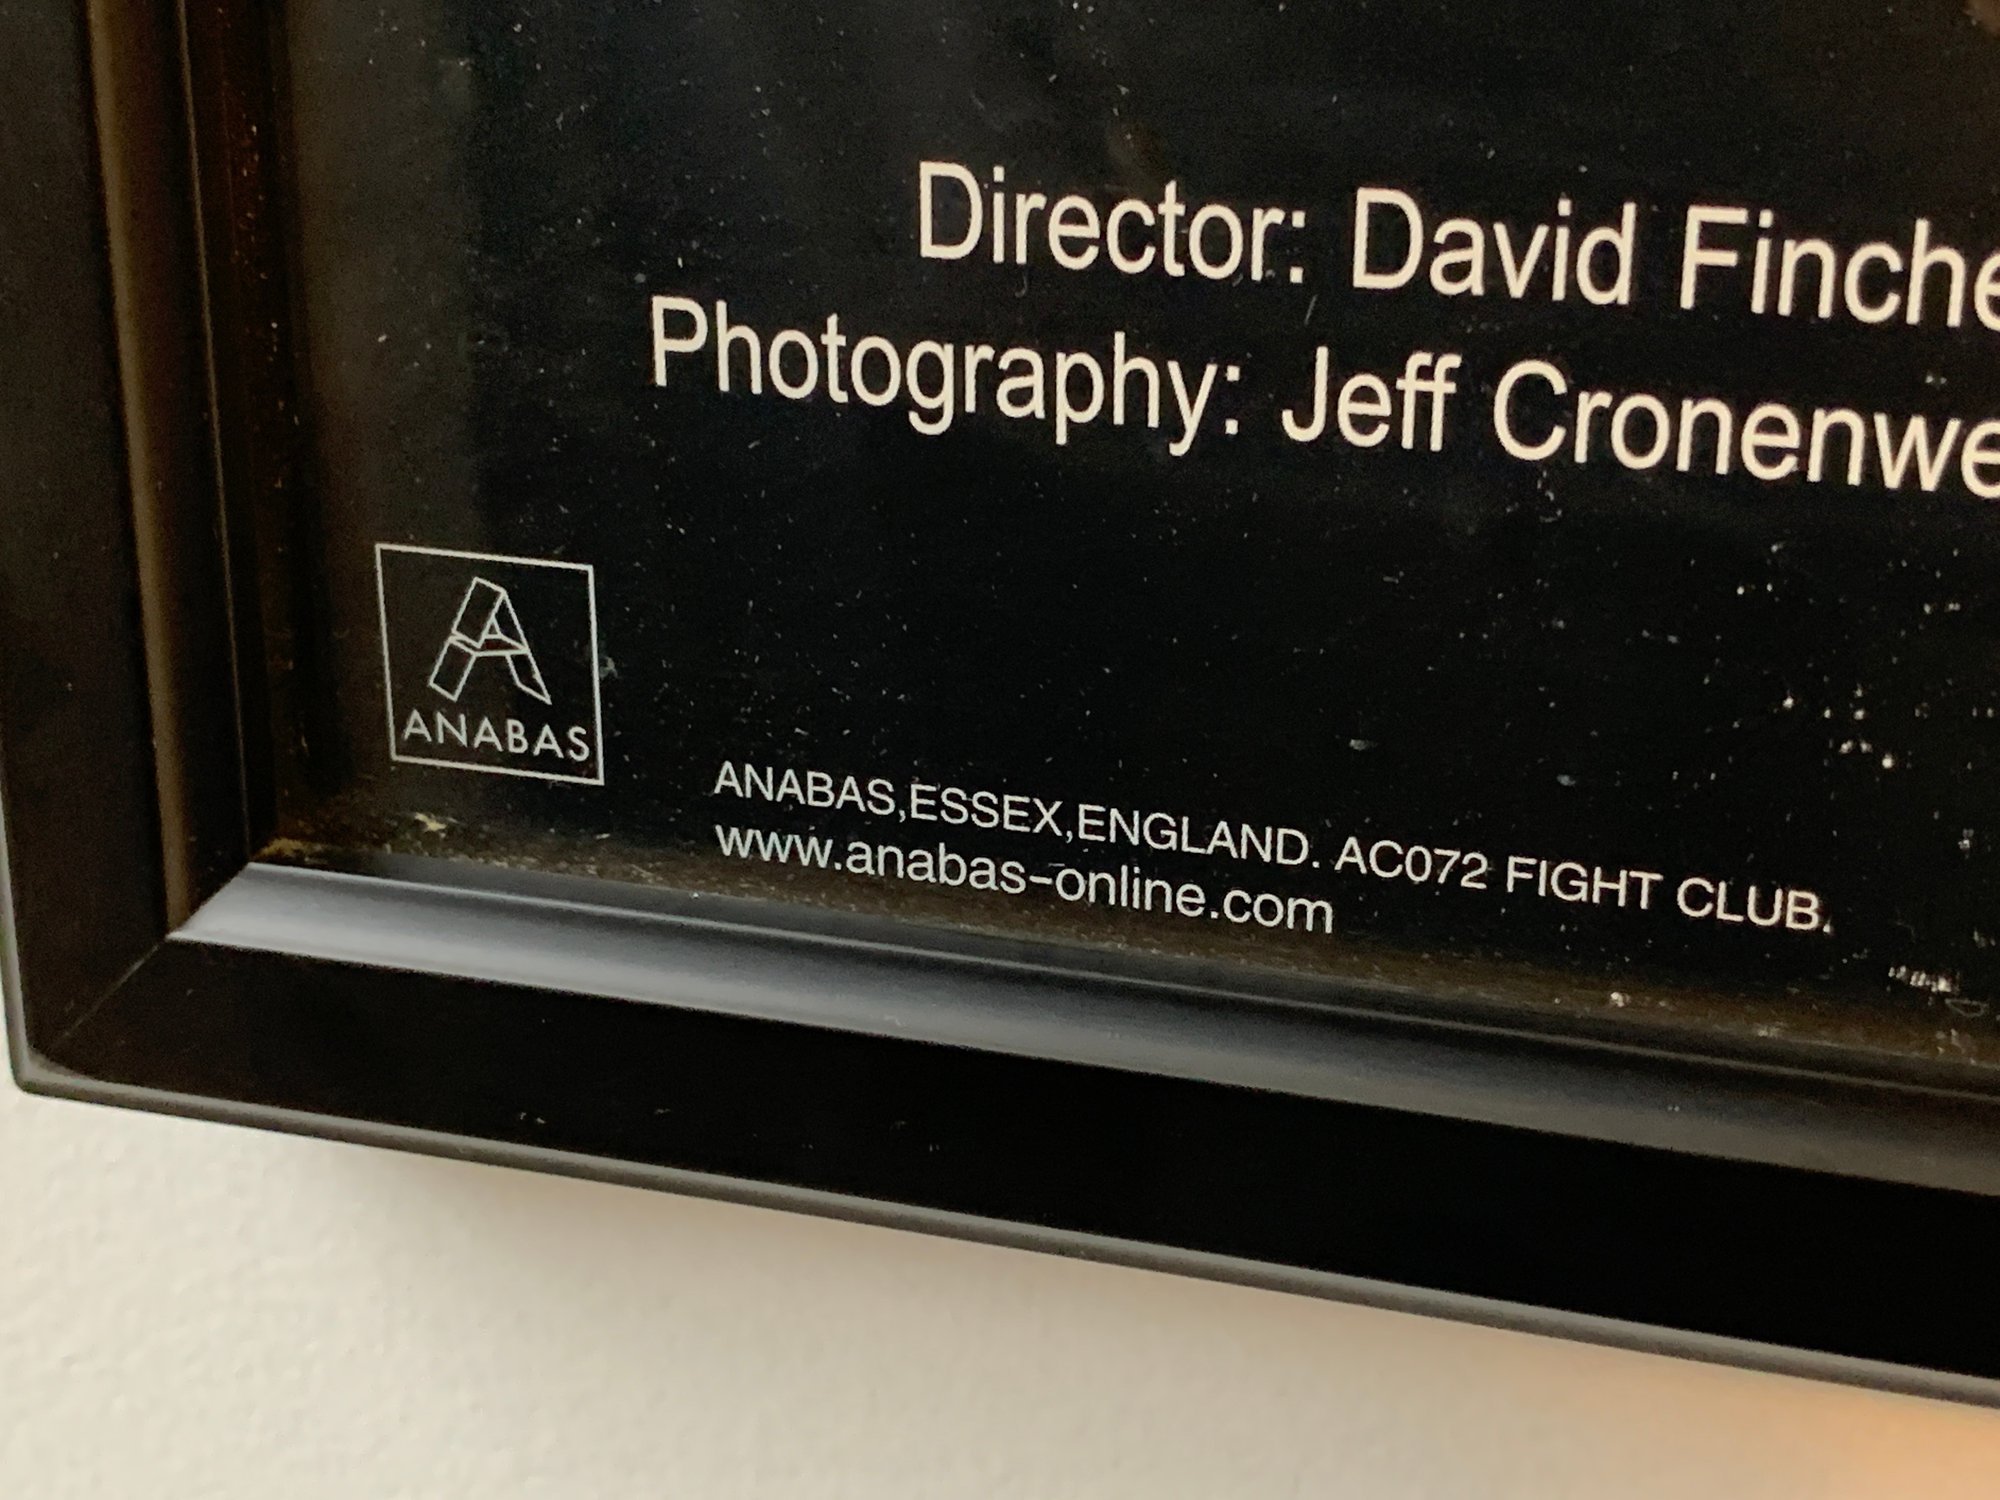 Director: David Finche
Photography: Jeff Cronenwe
ANABAS
ANABAS,ESSEX,ENGLAND. AC072 FIGHT CLUB.
www.anabas-online.com